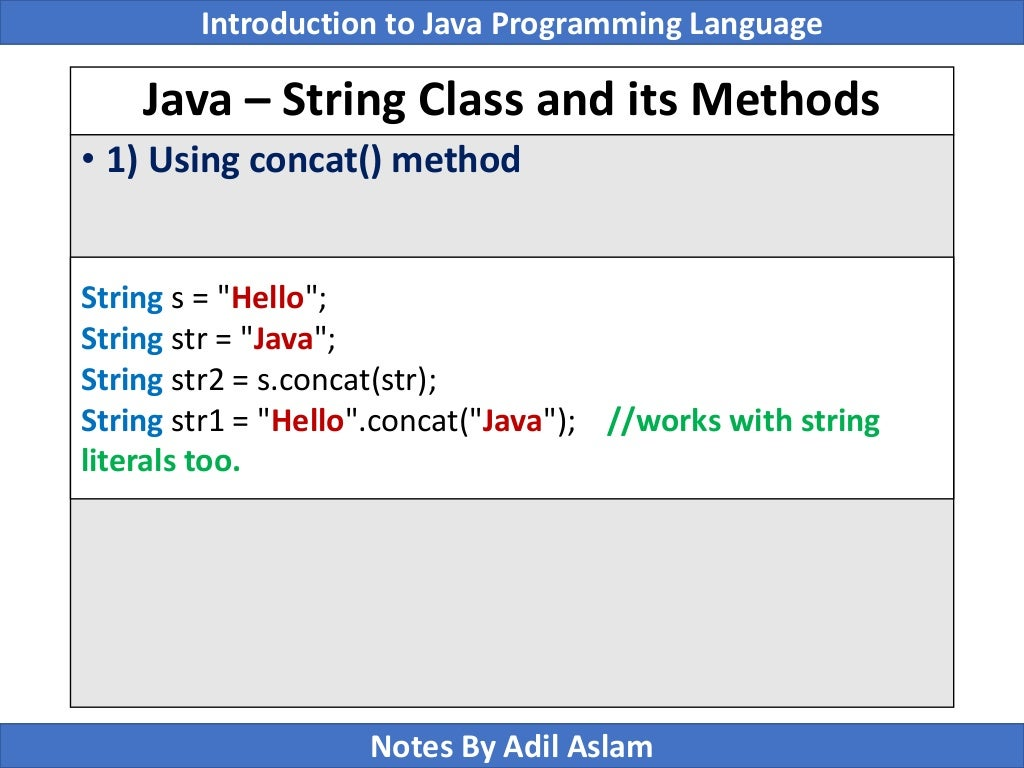 Introduction to Java Programming Language
Java – String Class and its Methods
• 1) Using concat() method
String s = "Hello";
String str = "Java";
String str2 = s.concat(str);
String str1 = "Hello".concat("Java");    //works with string
literals too.
Notes By Adil Aslam